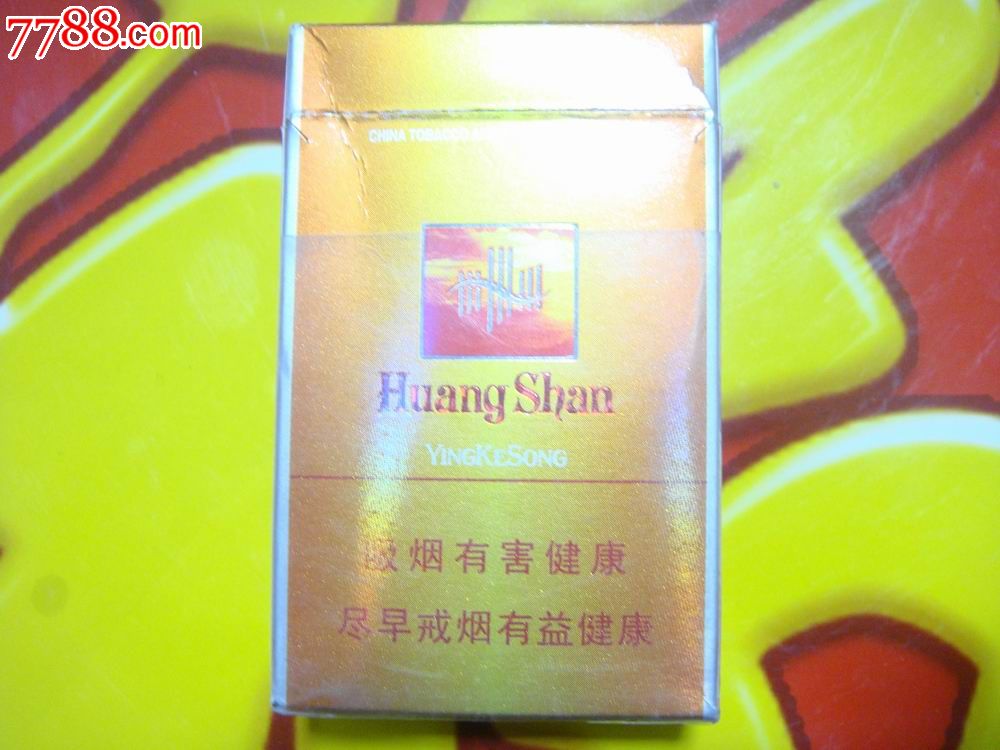 7788.com
CHINA TOBACCO
Huang Shan
YINGKESONG
吸烟有害健康
尽早戒烟有益健康